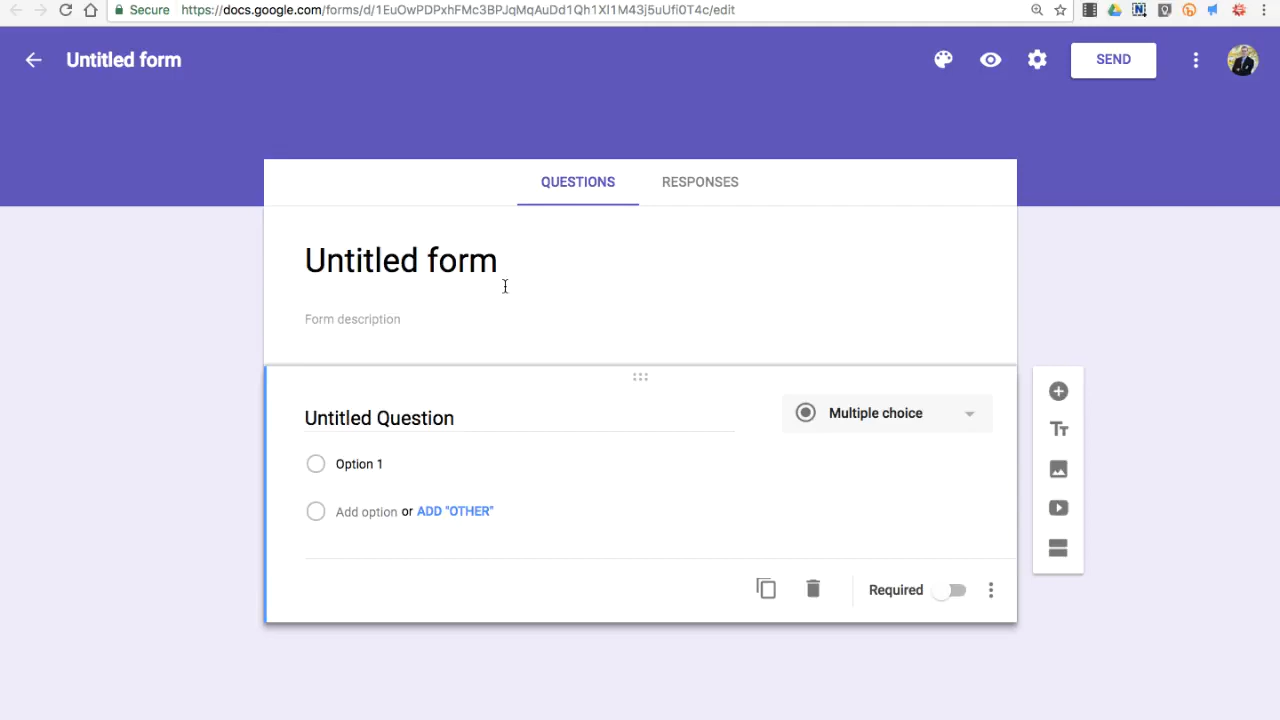 Secure https://docs.google.com/forms/d/1EuOwPDPxhFMc3BPJqMqAuDd1Qh1Xl1M43j5uUfi0T4c/edit
Untitled form
SEND
QUESTIONS RESPONSES
Untitled form
Form description
Untitled Question
Multiple choice
Option 1
Add option or ADD "OTHER"
Required